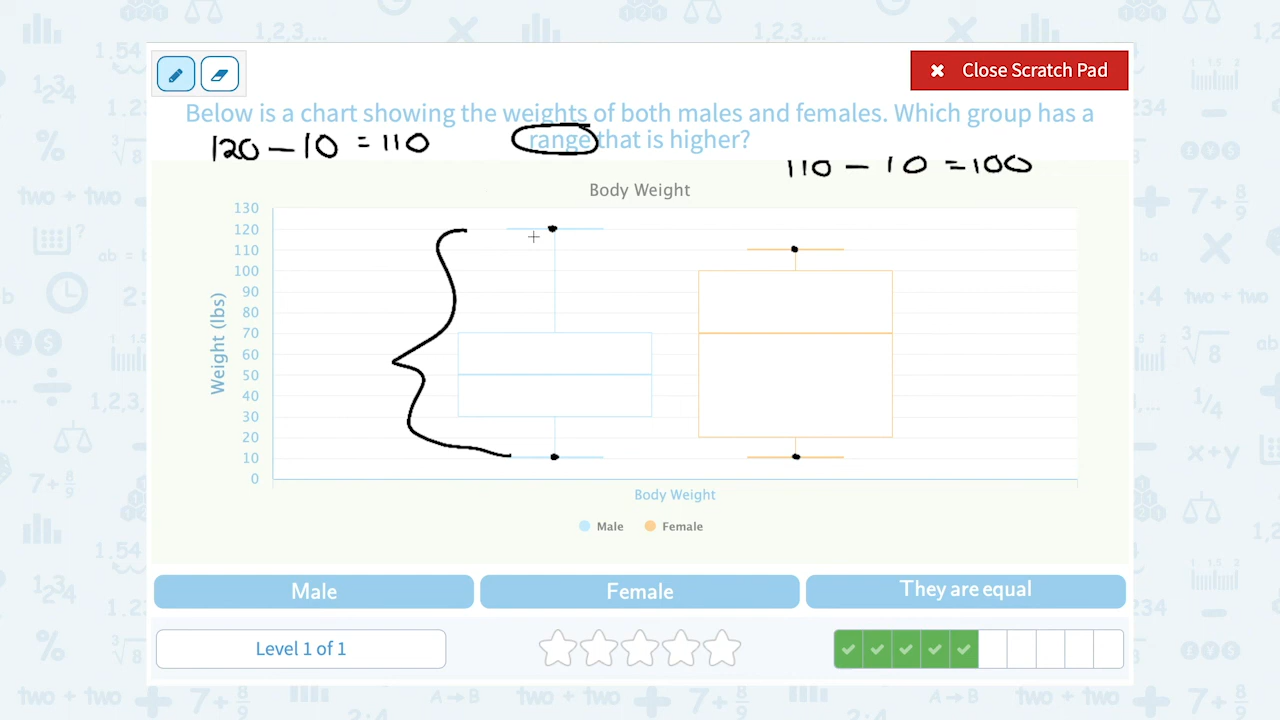 Close Scratch Pad
Below is a chart showing the weights of both males and females. Which group has a
range that is higher?
120 - 10 = 110
110 - 10 = 100
Body Weight
130
120
110
100
90
80
70
60
50
40
30
20
10
0
Weight (lbs)
Body Weight
Male
Female
Male
Female
They are equal
Level 1 of 1